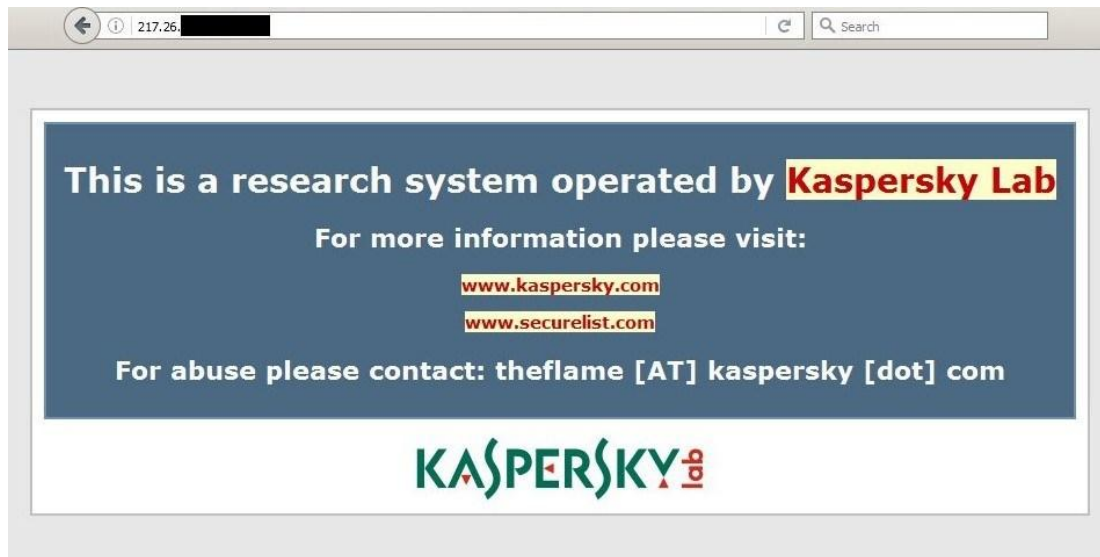 217.26.
Search
This is a research system operated by Kaspersky Lab
For more information please visit:
www.kaspersky.com
www.securelist.com
For abuse please contact: theflame [AT] kaspersky [dot] com
KASPERSKY lab